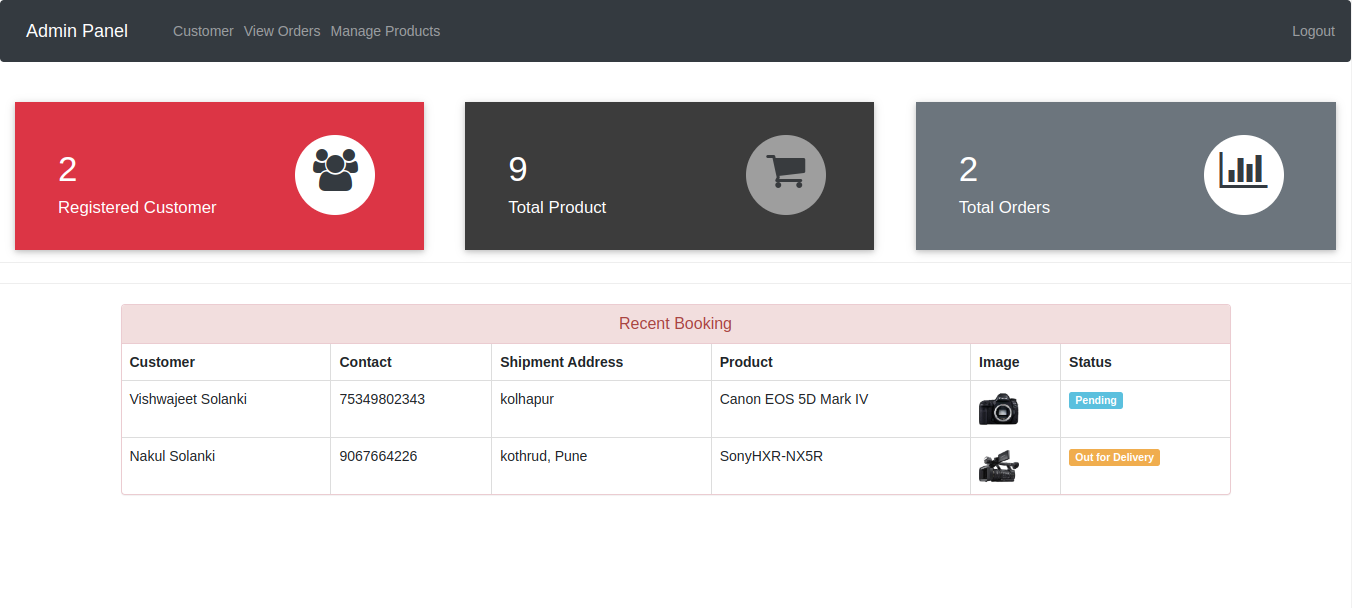 Admin Panel Customer View Orders Manage Products Logout
2 9 2
Registered Customer Total Product Total Orders
Recent Booking
Customer Contact Shipment Address Product Image Status
Vishwajeet Solanki 75349802343 kolhapur Canon EOS 5D Mark IV Pending
Nakul Solanki 9067664226 kothrud, Pune SonyHXR-NX5R Out for Delivery